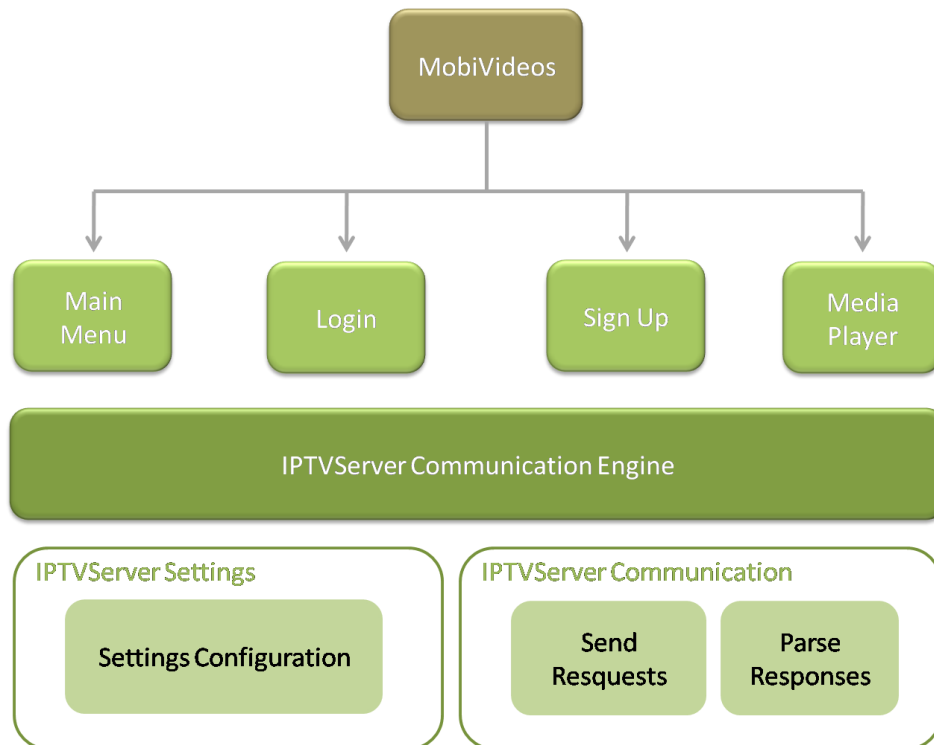 MobiVideos
Main
Menu
Login
Sign Up
Media
Player
IPTVServer Communication Engine
IPTVServer Settings
IPTVServer Communication
Settings Configuration
Send
Resquests
Parse
Responses